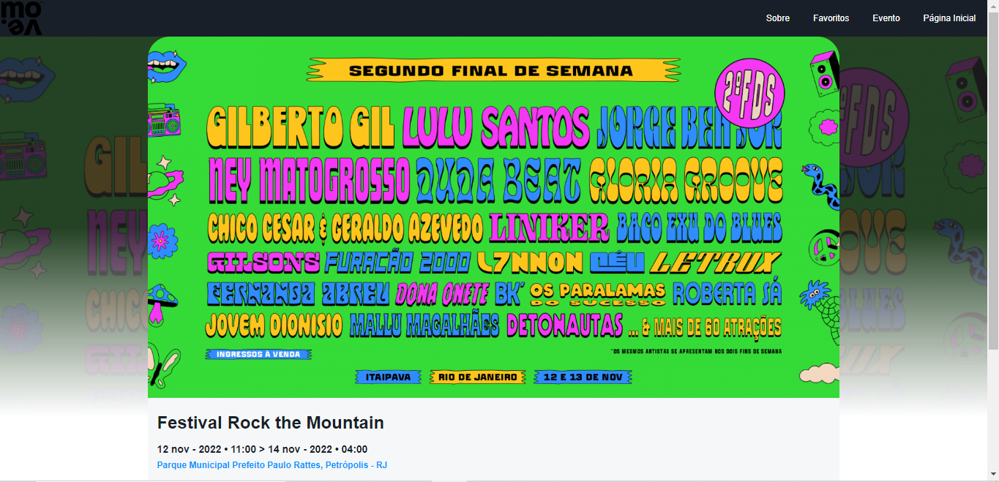 mo
ve.
Sobre Favoritos Evento Página Inicial
SEGUNDO FINAL DE SEMANA
2º FDS
GILBERTO GIL LULU SANTOS JORGE BEN JOR
NEY MATOGROSSO DUDA BEAT GLORIA GROOVE
CHICO CESAR & GERALDO AZEVEDO LINIKER BACO EXU DO BLUES
GILSONS FURACÃO 2000 L7NNON CÉU LETRUX
FERNANDA ABREU DONA ONETE BK' OS PARALAMAS DO SUCESSO ROBERTA SÁ
JOVEM DIONISIO MALLU MAGALHÃES DETONAUTAS ... & MAIS DE 60 ATRAÇÕES
INGRESSOS À VENDA
*OS MESMOS ARTISTAS SE APRESENTAM NOS DOIS FINS DE SEMANA
ITAIPAVA RIO DE JANEIRO 12 E 13 DE NOV
Festival Rock the Mountain
12 nov - 2022 • 11:00 > 14 nov - 2022 • 04:00
Parque Municipal Prefeito Paulo Rattes, Petrópolis - RJ